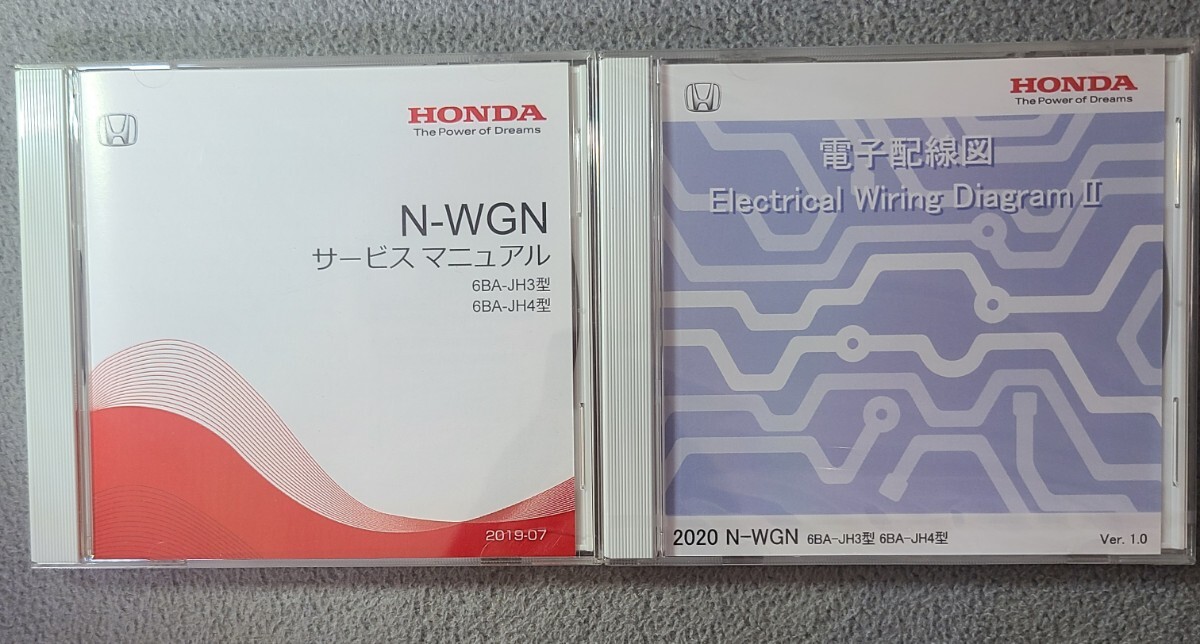 HONDA
The Power of Dreams
N-WGN
サービス マニュアル
6BA-JH3型
6BA-JH4型
2019-07
HONDA
The Power of Dreams
電子配線図
Electrical Wiring Diagram Ⅱ
2020 N-WGN 6BA-JH3型 6BA-JH4型
Ver. 1.0